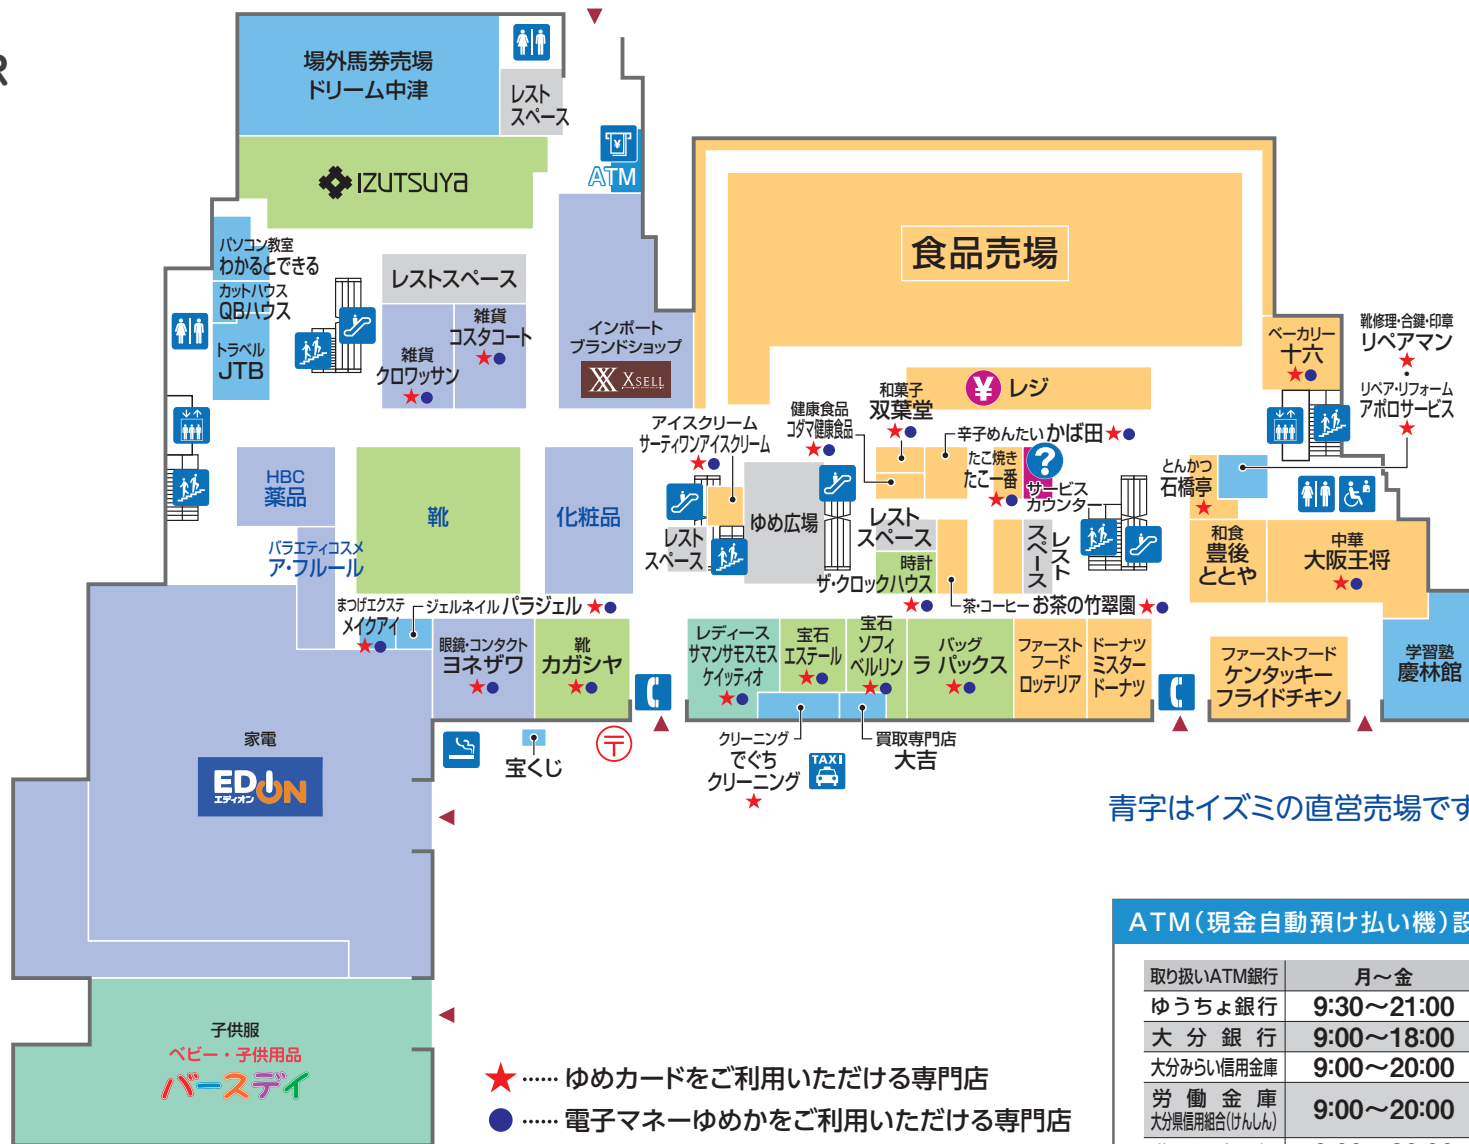 R
場外馬券売場
ドリーム中津
レスト
スペース
ATM
IZUTSUYA
食品売場
パソコン教室
わかるとできる
カットハウス
QBハウス
トラベル
JTB
レストスペース
雑貨
コスタコート
★●
雑貨
クロワッサン
★●
インポート
ブランドショップ
XSELL
¥ レジ
ベーカリー
十六
★●
靴修理・合鍵・印章
リペアマン
★
・
リペア・リフォーム
アポロサービス
★
アイスクリーム
サーティワンアイスクリーム
★●
健康食品
コダマ健康食品
★●
和菓子
双葉堂
★●
辛子めんたい かば田 ★●
たこ焼き
たこ一番
★●
?
サービス
カウンター
とんかつ
石橋亭
★
HBC
薬品
靴
化粧品
ゆめ広場
レスト
スペース
レスト
スペース
レスト
スペース
時計
ザ・クロックハウス
★●
茶・コーヒー お茶の竹翠園 ★●
和食
豊後
ととや
中華
大阪王将
★●
バラエティコスメ
ア・フルール
まつげエクステ
メイクアイ
★●
ジェルネイル パラジェル ★●
眼鏡・コンタクト
ヨネザワ
★●
靴
カガシヤ
★●
レディース
サマンサモスモス
ケイッティオ
★●
宝石
エステール
★●
宝石
ソフィ
ベルリン
★●
バッグ
ラ パックス
★●
ファースト
フード
ロッテリア
ドーナツ
ミスター
ドーナツ
ファーストフード
ケンタッキー
フライドチキン
学習塾
慶林館
家電
EDION
エディオン
宝くじ
〒
クリーニング
でぐち
クリーニング
★
TAXI
買取専門店
大吉
青字はイズミの直営売場です
子供服
ベビー・子供用品
バースデイ
★ …… ゆめカードをご利用いただける専門店
● …… 電子マネーゆめかをご利用いただける専門店
ATM(現金自動預け払い機)設
取り扱いATM銀行 月〜金
ゆうちょ銀行 9:30〜21:00
大分銀行 9:00〜18:00
大分みらい信用金庫 9:00〜20:00
労働金庫
大分県信用組合(けんしん) 9:00〜20:00